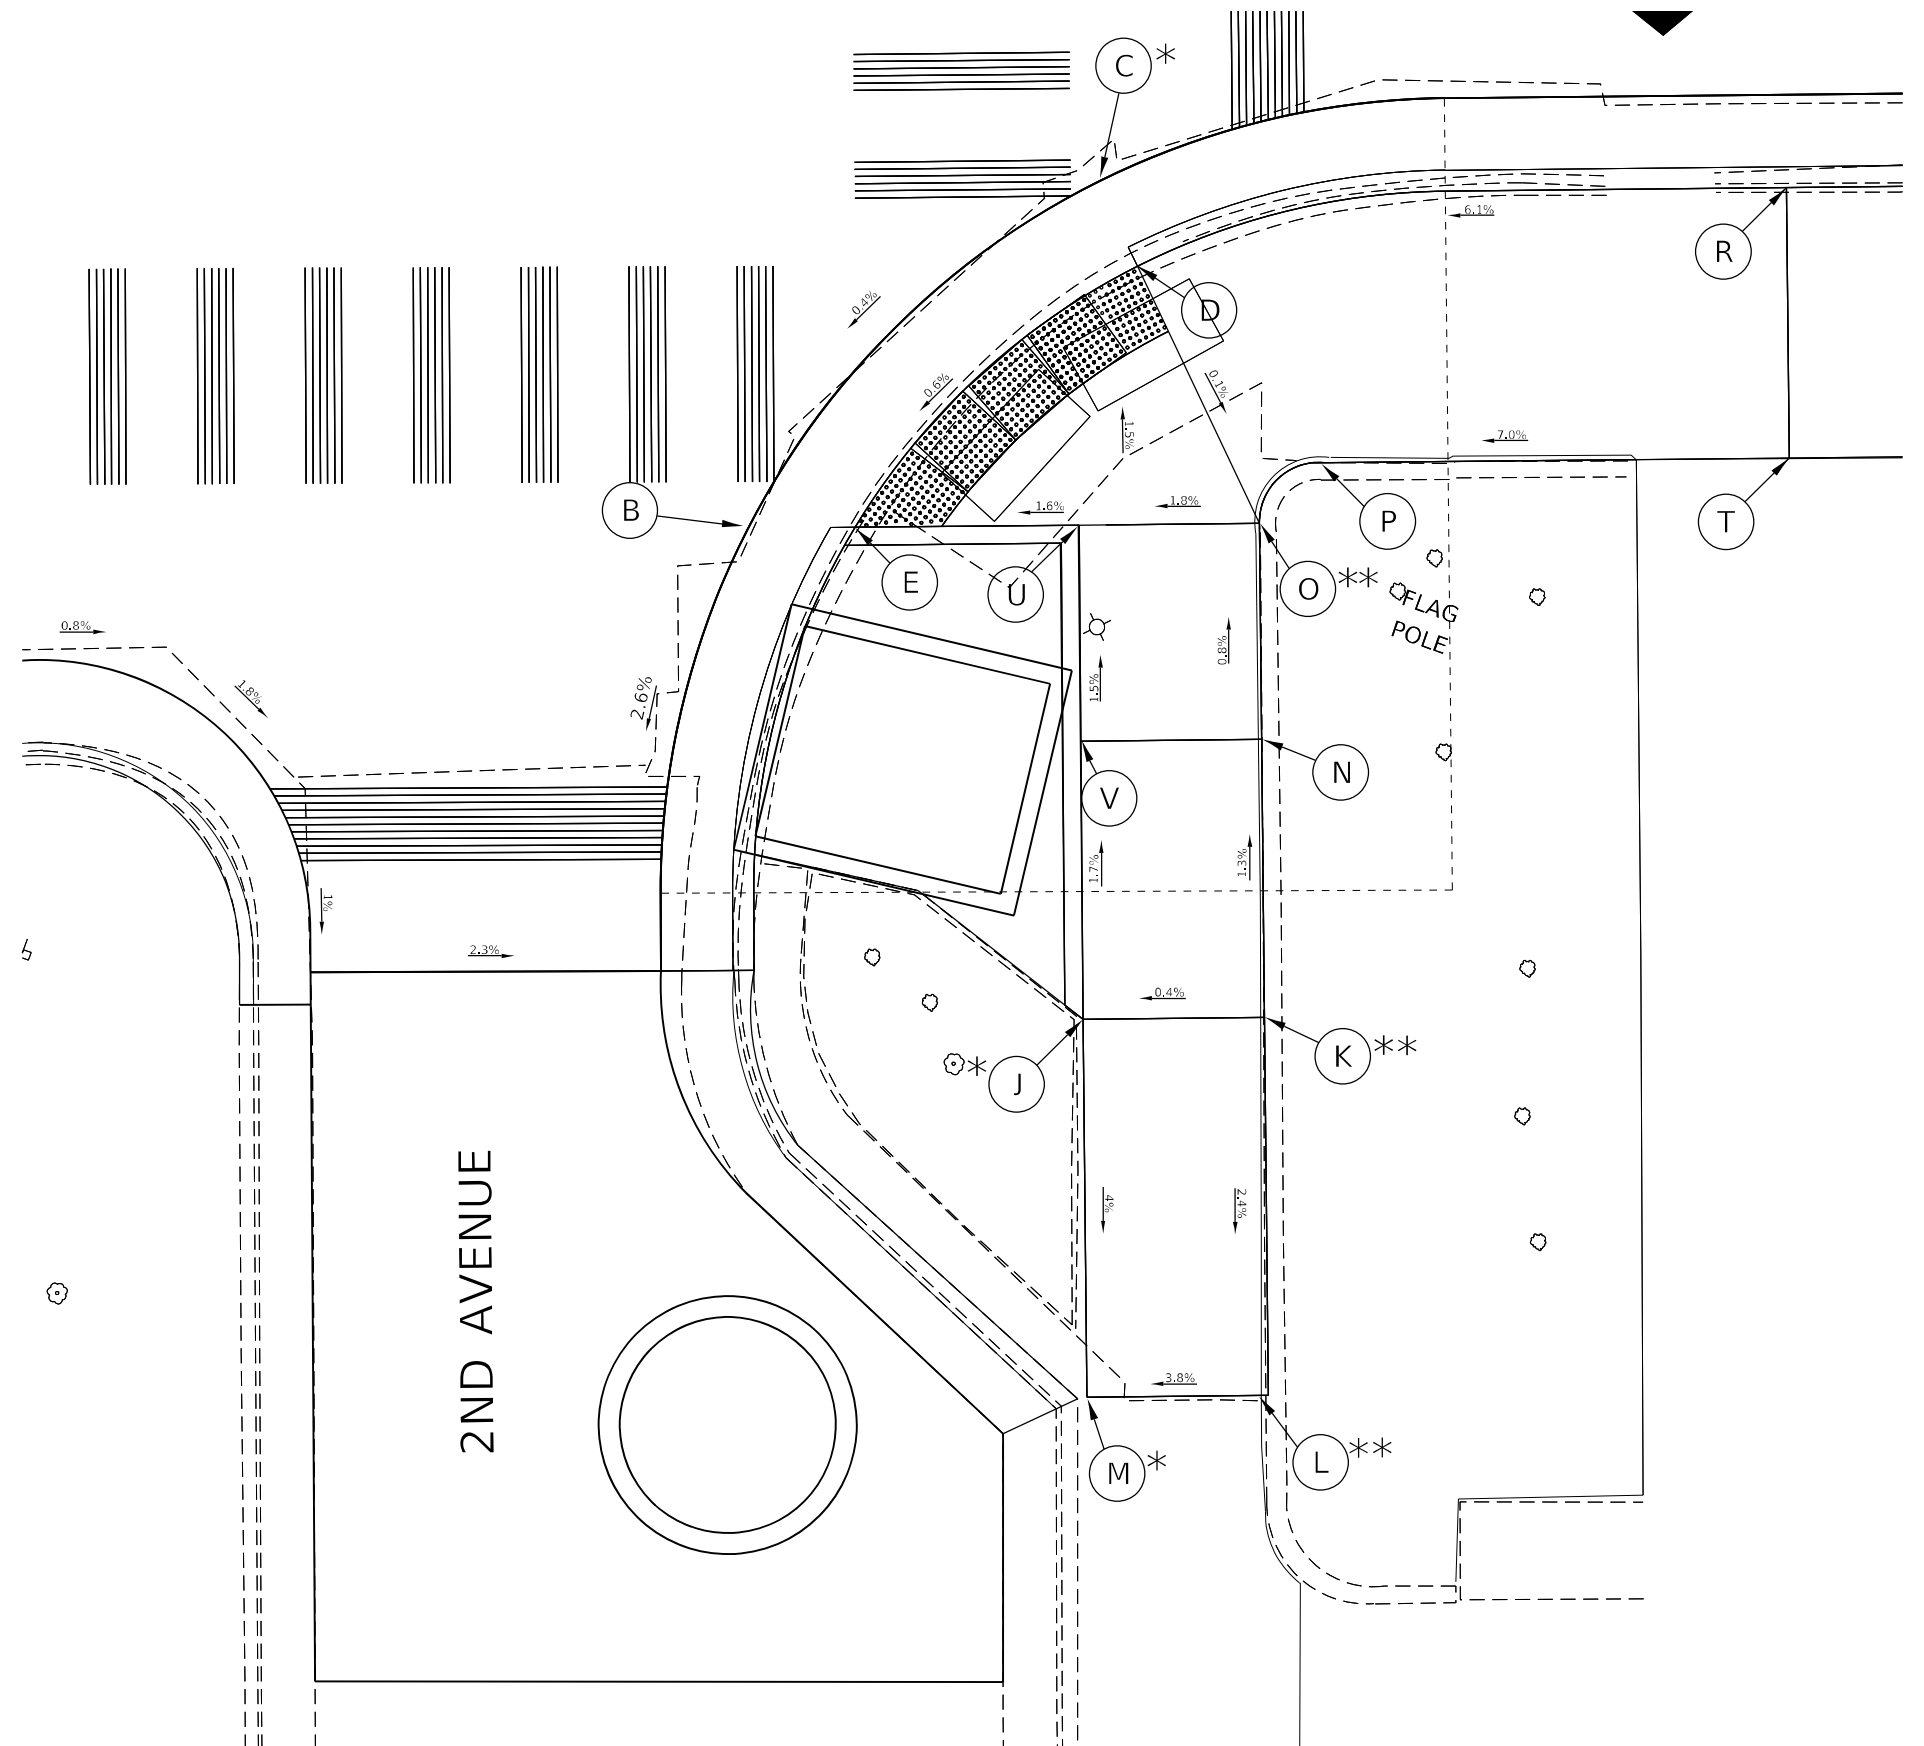 C*
6.1%
R
0.4%
D
0.1%
0.6%
1.5%
7.0%
1.6%
1.8%
B
P
T
E
U
O**
FLAG
POLE
0.8%
0.8%
1.8%
2.6%
1.5%
V
N
1.7%
1.3%
1%
2.3%
0.4%
K**
*J
4%
2.4%
2ND AVENUE
3.8%
M*
L**